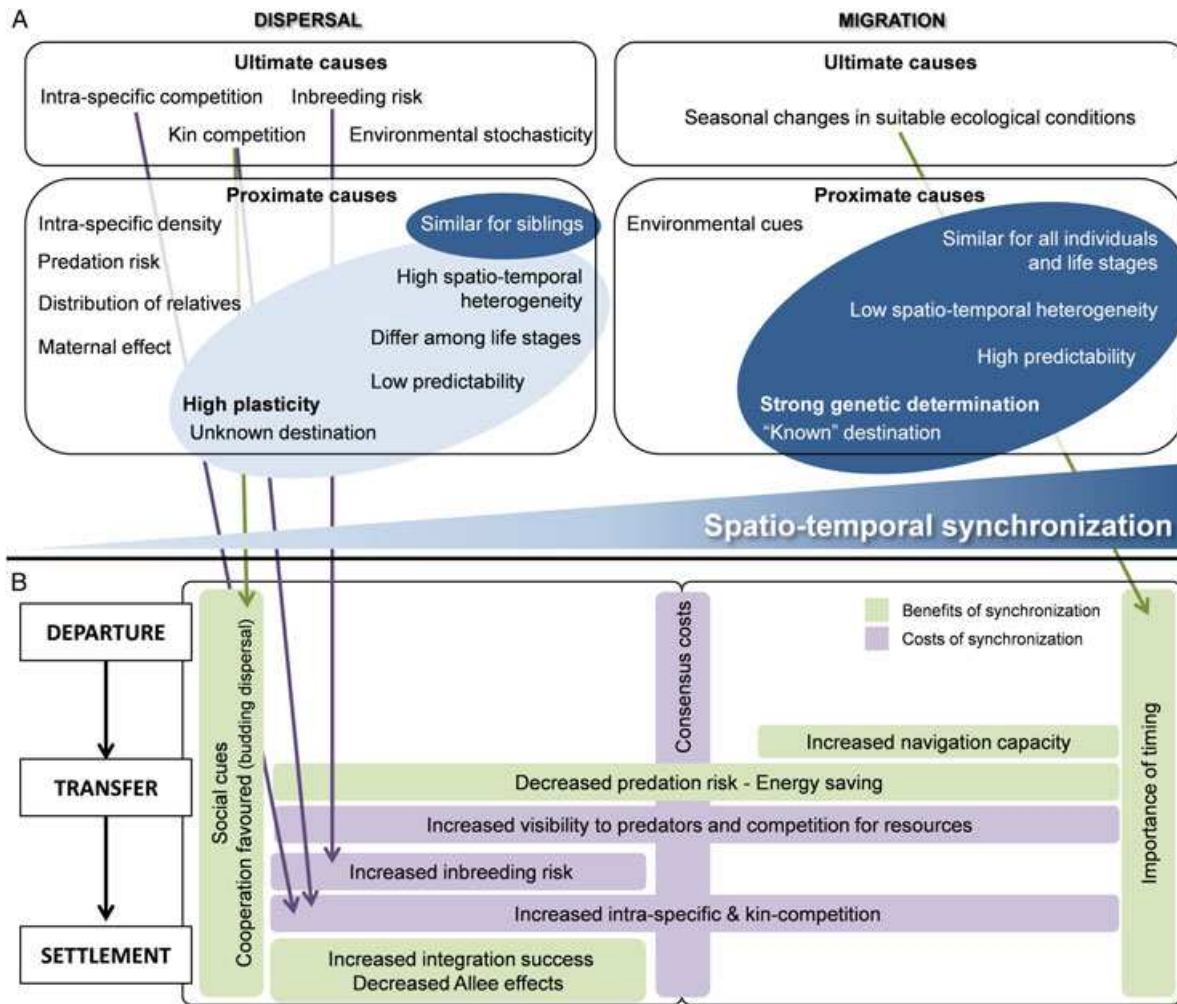 A
DISPERSAL
MIGRATION
Ultimate causes
Intra-specific competition
Inbreeding risk
Kin competition
Environmental stochasticity
Ultimate causes
Seasonal changes in suitable ecological conditions
Proximate causes
Intra-specific density
Similar for siblings
Predation risk
High spatio-temporal
heterogeneity
Distribution of relatives
Differ among life stages
Maternal effect
Low predictability
High plasticity
Unknown destination
Proximate causes
Environmental cues
Similar for all individuals
and life stages
Low spatio-temporal heterogeneity
High predictability
Strong genetic determination
“Known” destination
Spatio-temporal synchronization
B
DEPARTURE
TRANSFER
SETTLEMENT
Social cues
Cooperation favoured (budding dispersal)
Consensus costs
Benefits of synchronization
Costs of synchronization
Increased navigation capacity
Decreased predation risk - Energy saving
Increased visibility to predators and competition for resources
Increased inbreeding risk
Increased intra-specific & kin-competition
Increased integration success
Decreased Allee effects
Importance of timing